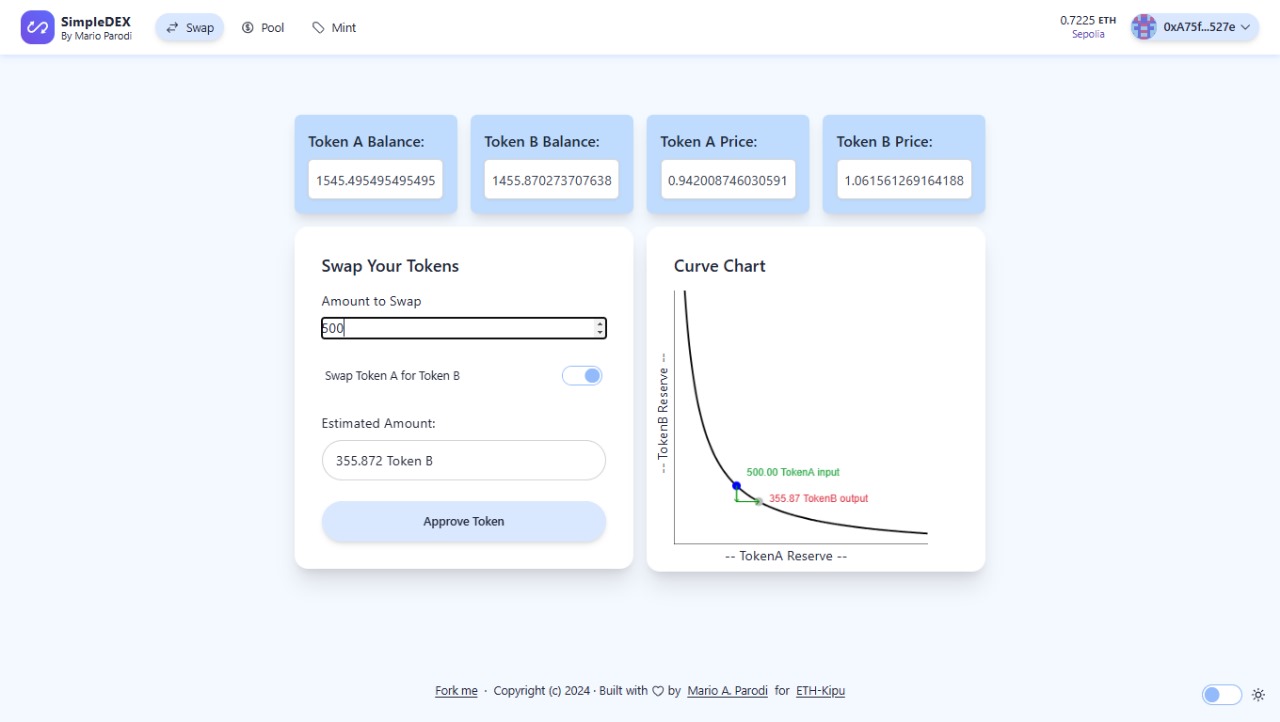 SimpleDEX
By Mario Parodi
Swap
Pool
Mint
0.7225 ETH
Sepolia
0xA75f...527e
Token A Balance:
1545.495495495495
Token B Balance:
1455.870273707638
Token A Price:
0.942008746030591
Token B Price:
1.061561269164188
Swap Your Tokens
Amount to Swap
500
Swap Token A for Token B
Estimated Amount:
355.872 Token B
Approve Token
Curve Chart
-- TokenB Reserve --
500.00 TokenA input
355.87 TokenB output
-- TokenA Reserve --
Fork me · Copyright (c) 2024 · Built with ♡ by Mario A. Parodi for ETH-Kipu